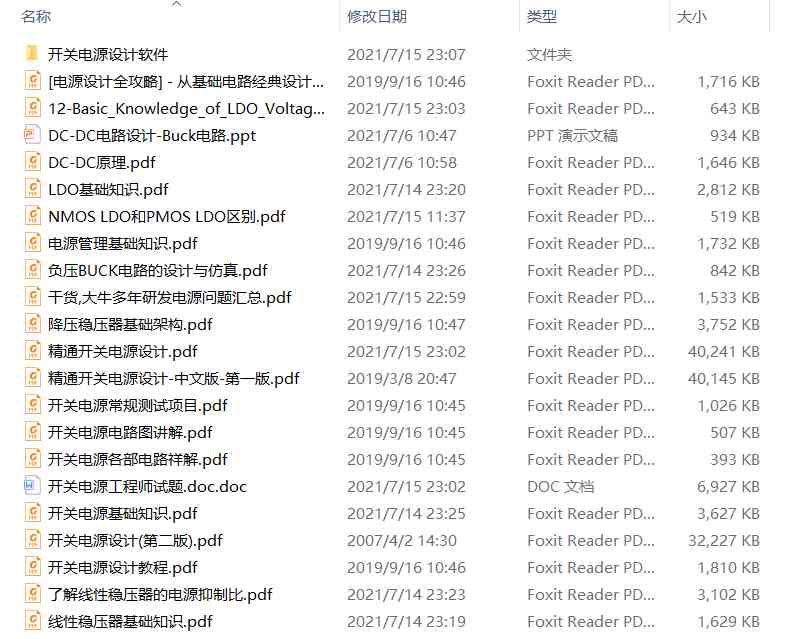 名称 修改日期 类型 大小
开关电源设计软件 2021/7/15 23:07 文件夹
[电源设计全攻略] - 从基础电路经典设计... 2019/9/16 10:46 Foxit Reader PD... 1,716 KB
12-Basic_Knowledge_of_LDO_Voltag... 2021/7/15 23:03 Foxit Reader PD... 643 KB
DC-DC电路设计-Buck电路.ppt 2021/7/6 10:47 PPT 演示文稿 934 KB
DC-DC原理.pdf 2021/7/6 10:58 Foxit Reader PD... 1,646 KB
LDO基础知识.pdf 2021/7/14 23:20 Foxit Reader PD... 2,812 KB
NMOS LDO和PMOS LDO区别.pdf 2021/7/15 11:37 Foxit Reader PD... 519 KB
电源管理基础知识.pdf 2019/9/16 10:46 Foxit Reader PD... 1,732 KB
负压BUCK电路的设计与仿真.pdf 2021/7/14 23:26 Foxit Reader PD... 842 KB
干货,大牛多年研发电源问题汇总.pdf 2021/7/15 22:59 Foxit Reader PD... 1,533 KB
降压稳压器基础架构.pdf 2019/9/16 10:47 Foxit Reader PD... 3,752 KB
精通开关电源设计.pdf 2021/7/15 23:02 Foxit Reader PD... 40,241 KB
精通开关电源设计-中文版-第一版.pdf 2019/3/8 20:47 Foxit Reader PD... 40,145 KB
开关电源常规测试项目.pdf 2019/9/16 10:45 Foxit Reader PD... 1,026 KB
开关电源电路图讲解.pdf 2019/9/16 10:45 Foxit Reader PD... 507 KB
开关电源各部电路祥解.pdf 2019/9/16 10:45 Foxit Reader PD... 393 KB
开关电源工程师试题.doc.doc 2021/7/15 23:02 DOC 文档 6,927 KB
开关电源基础知识.pdf 2021/7/14 23:25 Foxit Reader PD... 3,627 KB
开关电源设计(第二版).pdf 2007/4/2 14:30 Foxit Reader PD... 32,227 KB
开关电源设计教程.pdf 2019/9/16 10:46 Foxit Reader PD... 1,810 KB
了解线性稳压器的电源抑制比.pdf 2021/7/14 23:23 Foxit Reader PD... 3,102 KB
线性稳压器基础知识.pdf 2021/7/14 23:19 Foxit Reader PD... 1,629 KB